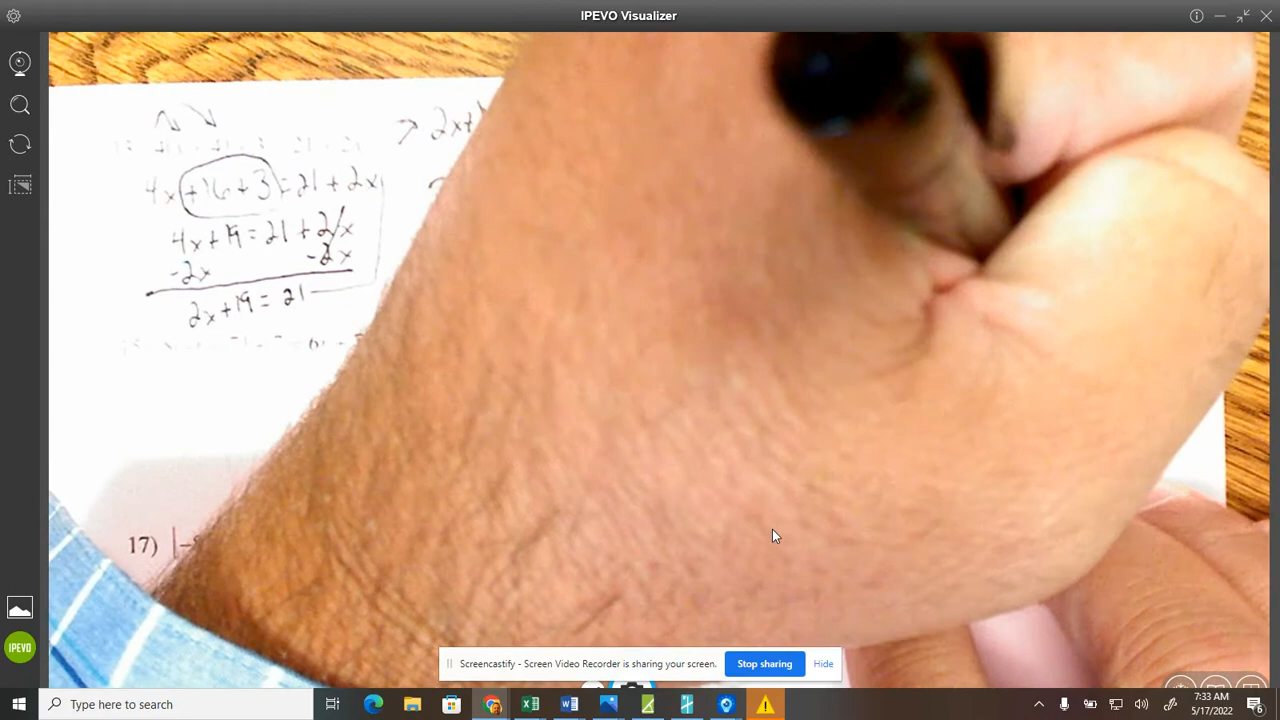 IPEVO Visualizer
> 2x+
4x+16+3=21+2x
4x+19=21+2x
-2x -2x
2x+19=21
17) |-
IPEVO
Screencastify - Screen Video Recorder is sharing your screen.
Stop sharing
Hide
Type here to search
7:33 AM
5/17/2022
6